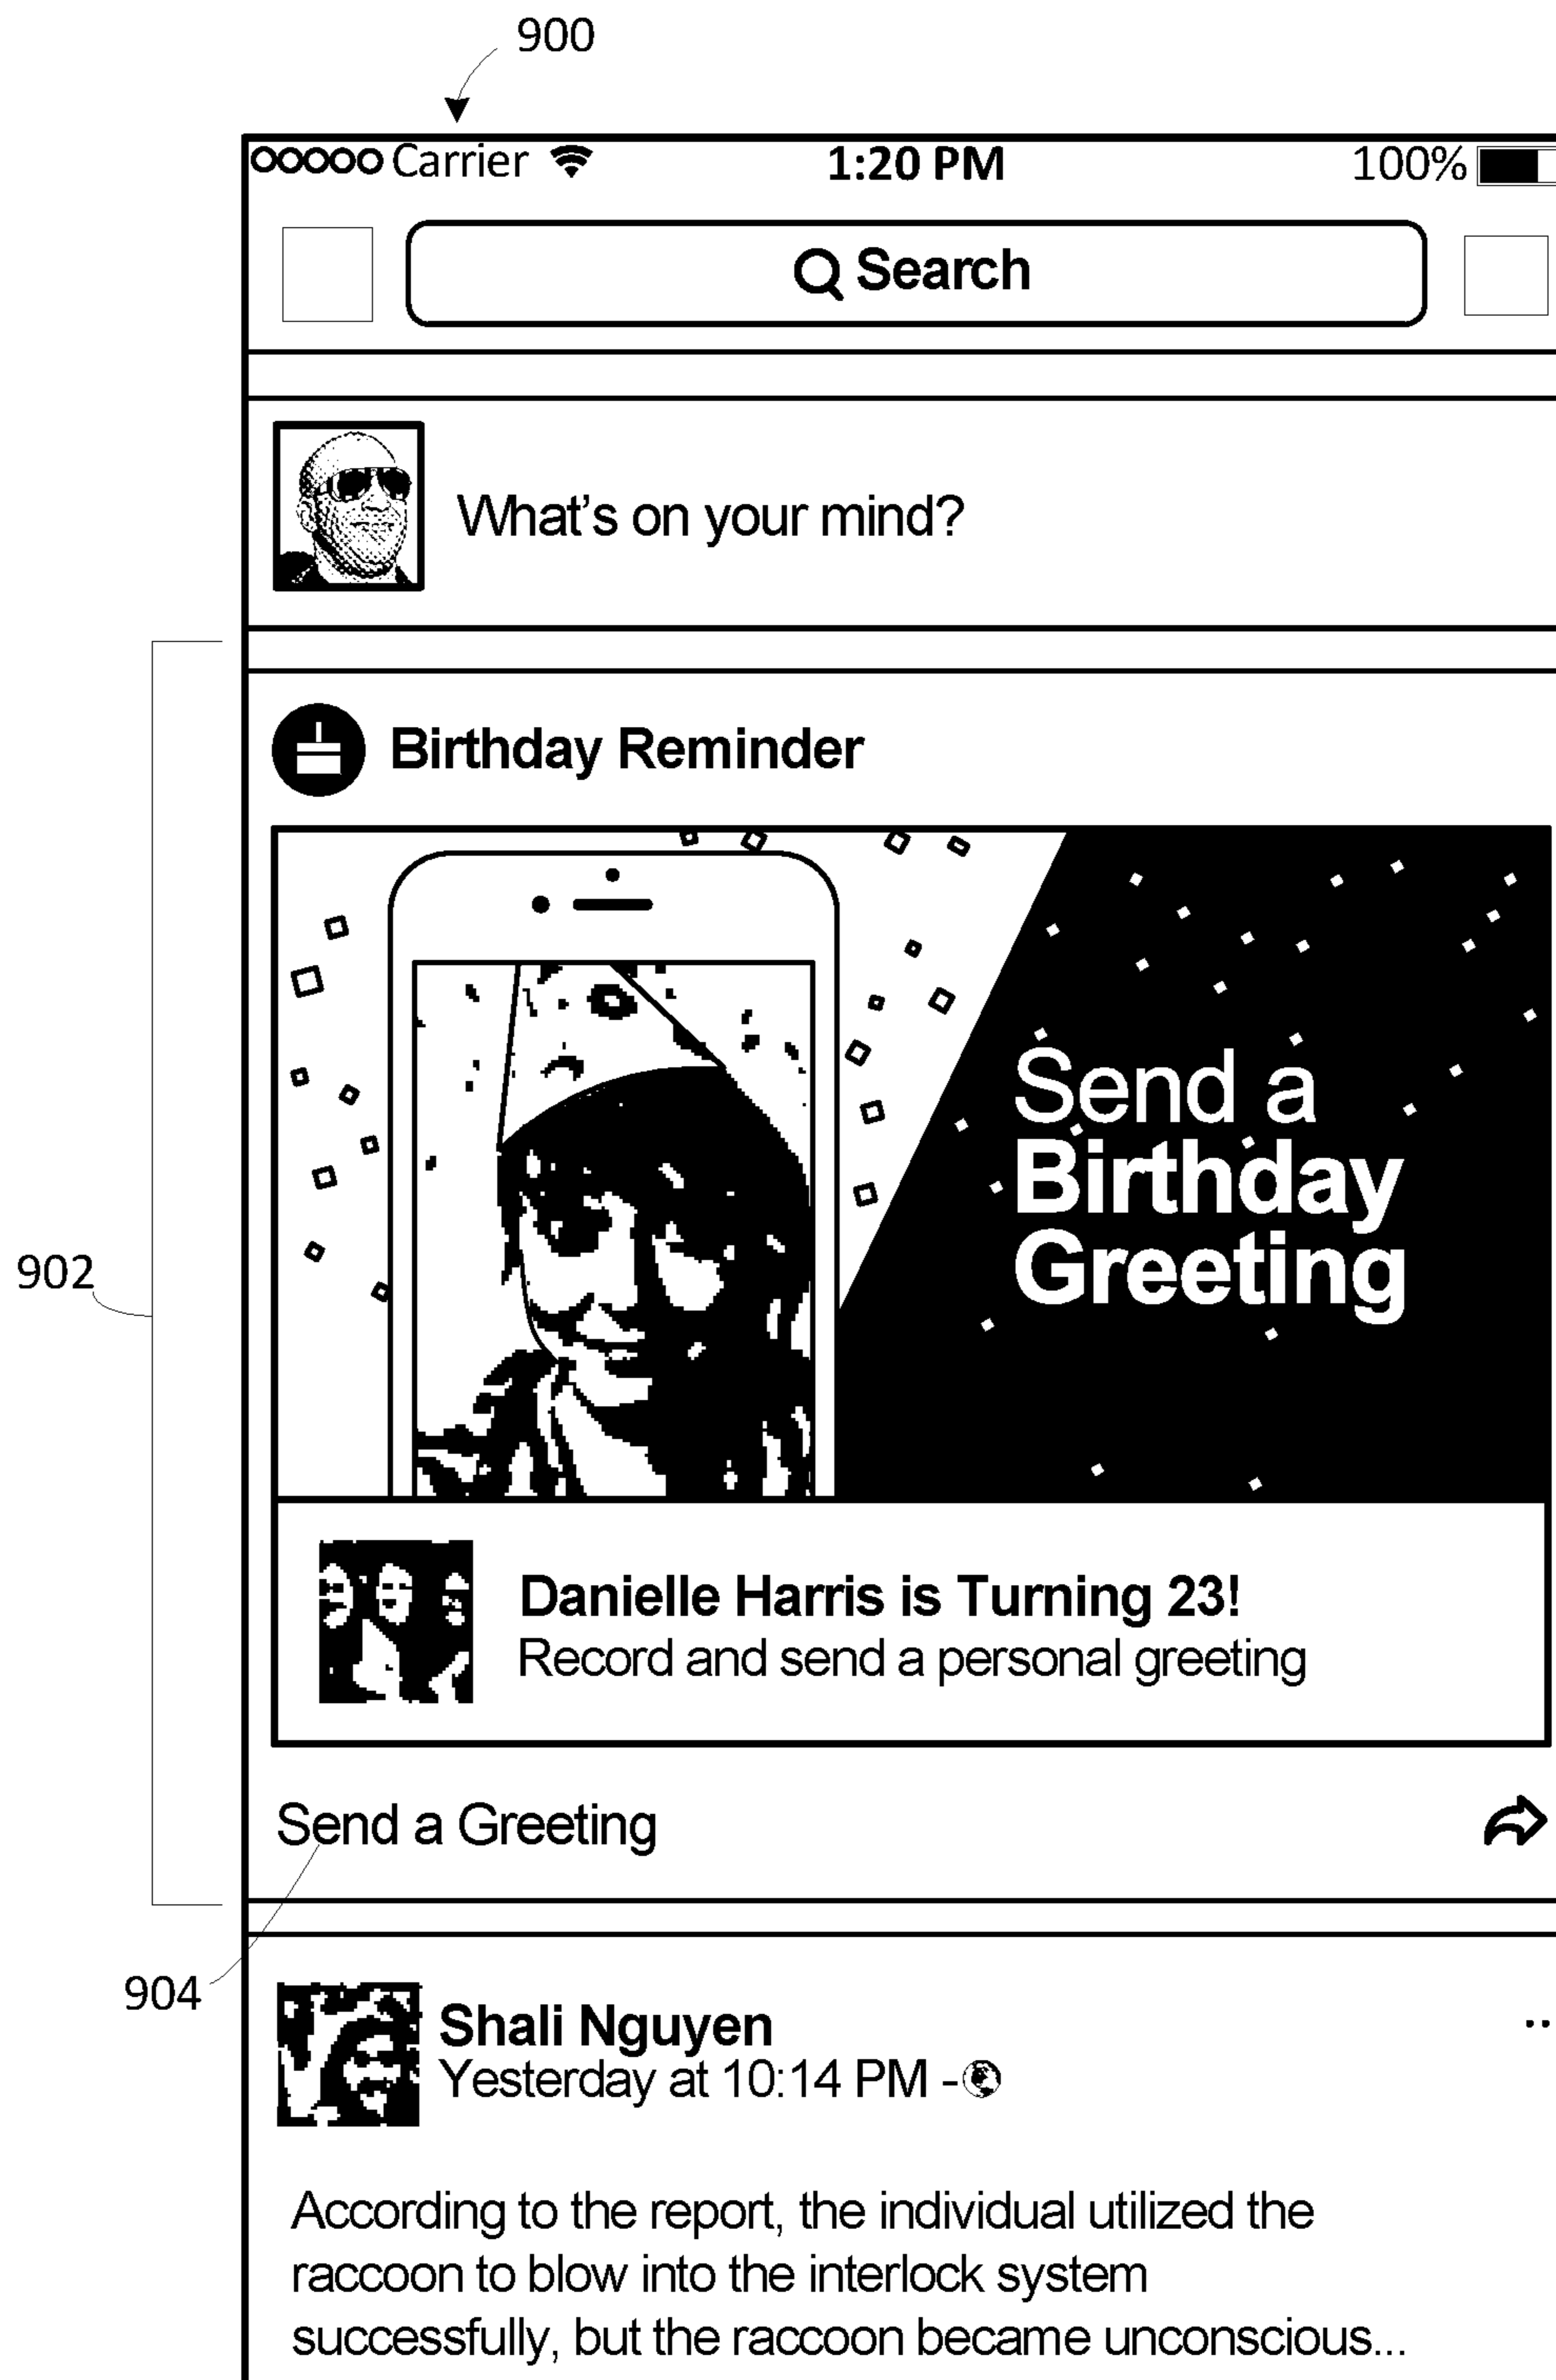 900
Carrier 1:20 PM 100%
Search
What's on your mind?
Birthday Reminder
Send a
Birthday
Greeting
902
Danielle Harris is Turning 23!
Record and send a personal greeting
Send a Greeting
904
Shali Nguyen
Yesterday at 10:14 PM -
According to the report, the individual utilized the
raccoon to blow into the interlock system
successfully, but the raccoon became unconscious...